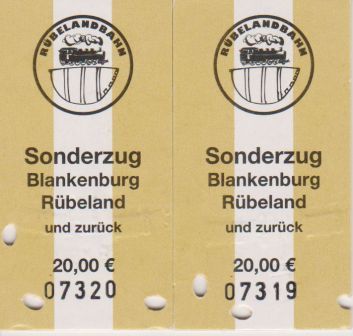 RÜBELANDBAHN
Sonderzug
Blankenburg
Rübeland
und zurück
20,00 €
07320
RÜBELANDBAHN
Sonderzug
Blankenburg
Rübeland
und zurück
20,00 €
07319